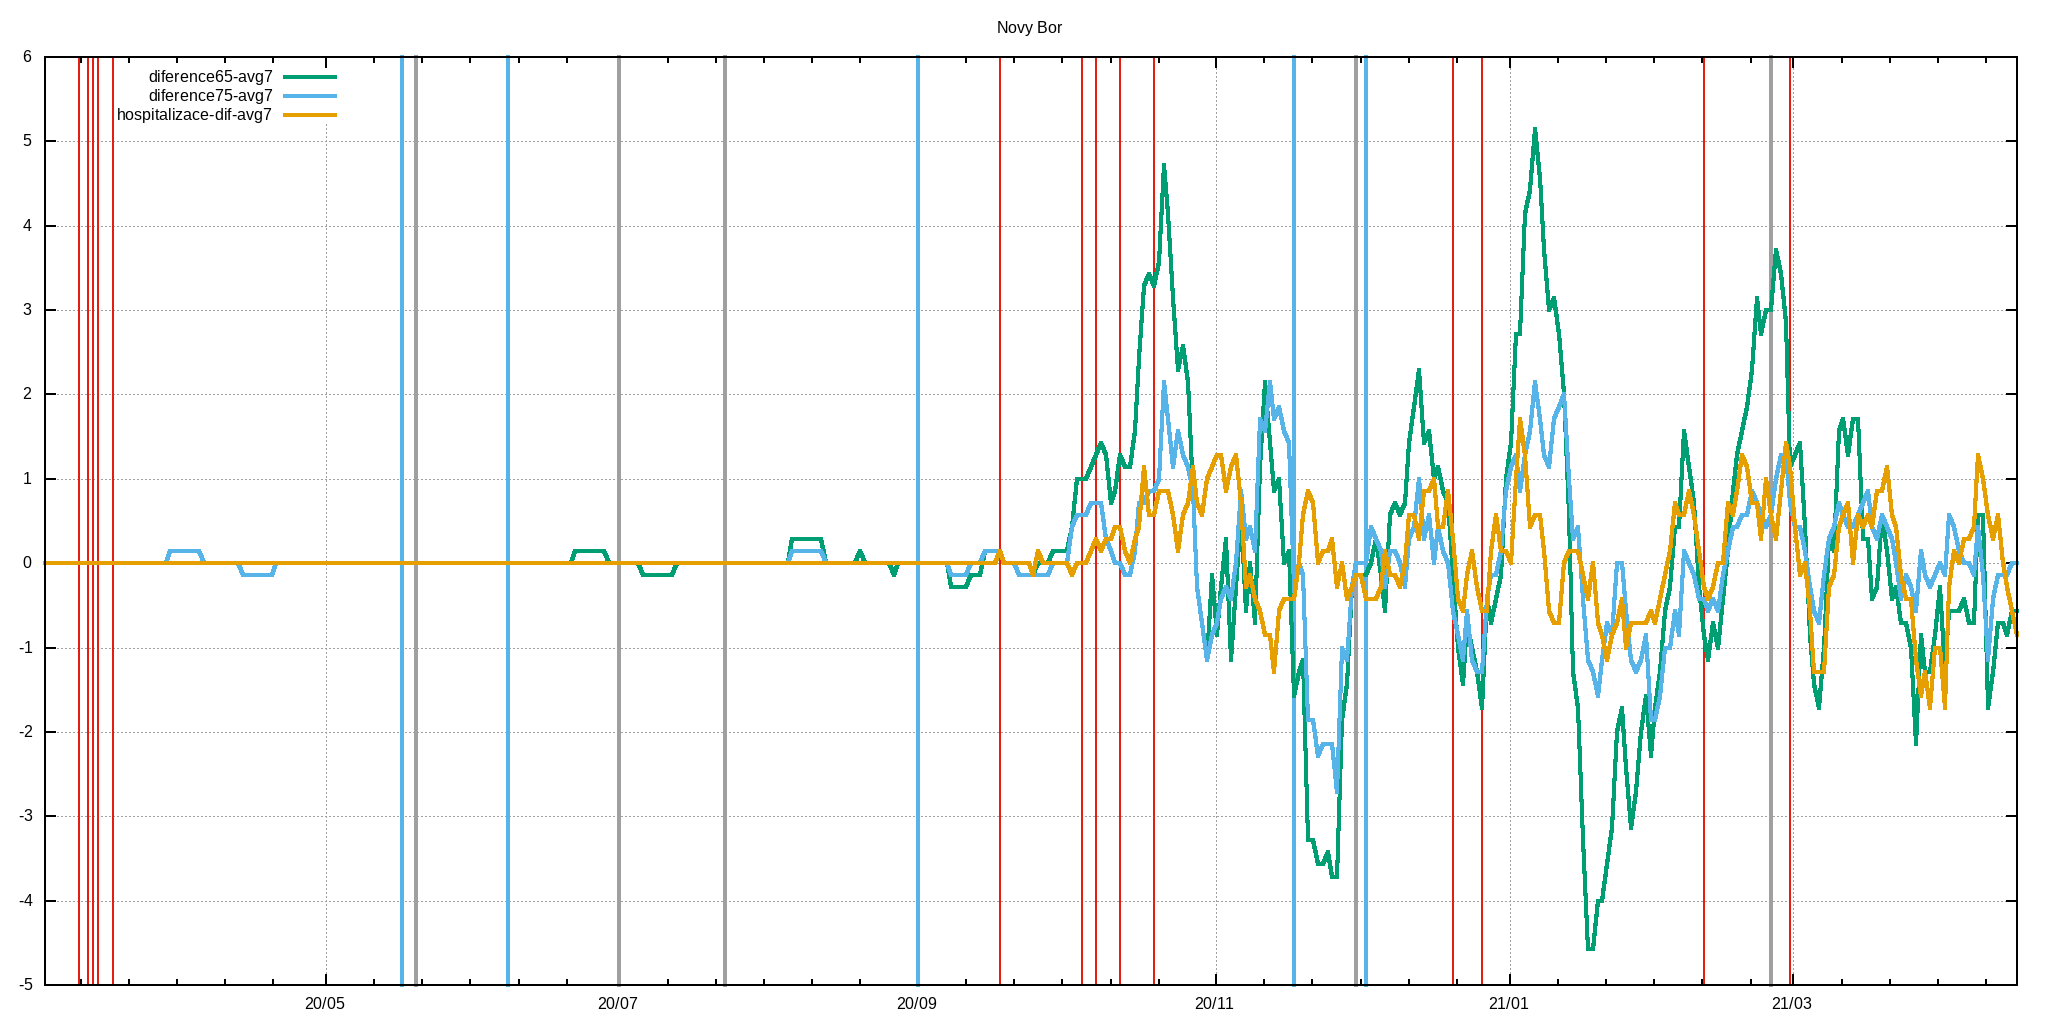 Novy Bor
6
diference65-avg7
diference75-avg7
hospitalizace-dif-avg7
5
4
3
2
1
0
-1
-2
-3
-4
-5
20/05 20/07 20/09 20/11 21/01 21/03